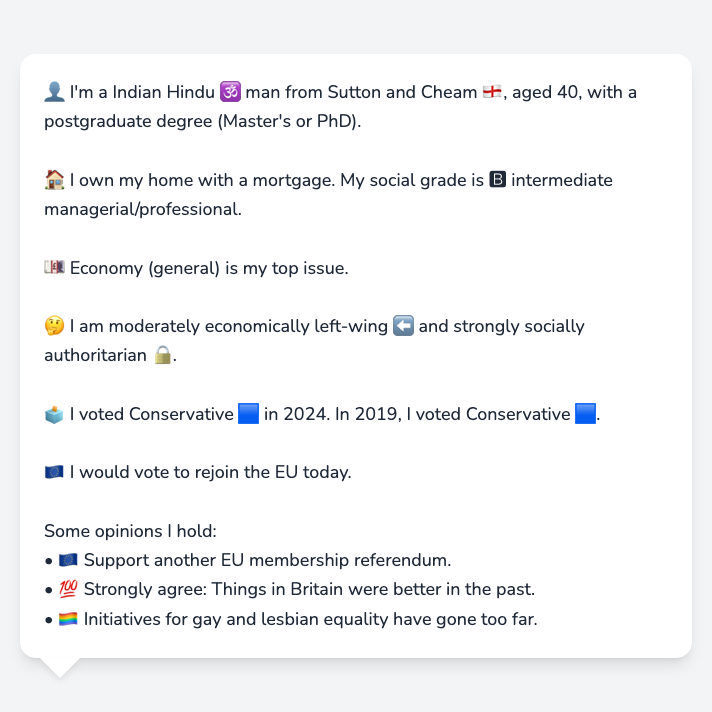 👤 I'm a Indian Hindu 🕉️ man from Sutton and Cheam 🏴󠁧󠁢󠁥󠁮󠁧󠁿, aged 40, with a
postgraduate degree (Master's or PhD).
🏠 I own my home with a mortgage. My social grade is 🅱 intermediate
managerial/professional.
💷 Economy (general) is my top issue.
🤔 I am moderately economically left-wing ⬅️ and strongly socially
authoritarian 🔒.
🗳️ I voted Conservative 🟦 in 2024. In 2019, I voted Conservative 🟦.
🇪🇺 I would vote to rejoin the EU today.
Some opinions I hold:
• 🇪🇺 Support another EU membership referendum.
• 💯 Strongly agree: Things in Britain were better in the past.
• 🏳️‍🌈 Initiatives for gay and lesbian equality have gone too far.